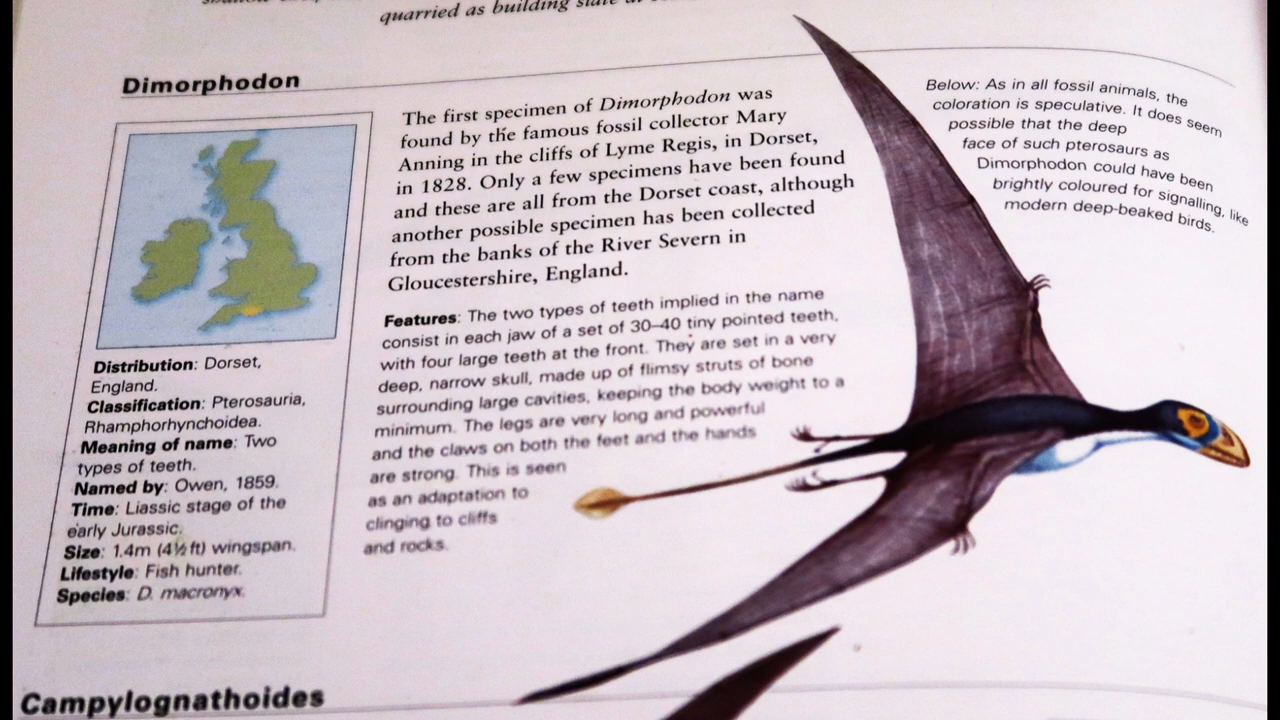 quarried as building slate at
Dimorphodon
Distribution: Dorset,
England.
Classification: Pterosauria,
Rhamphorhynchoidea.
Meaning of name: Two
types of teeth.
Named by: Owen, 1859.
Time: Liassic stage of the
early Jurassic.
Size: 1.4m (4½ft) wingspan.
Lifestyle: Fish hunter.
Species: D. macronyx.
The first specimen of Dimorphodon was
found by the famous fossil collector Mary
Anning in the cliffs of Lyme Regis, in Dorset,
in 1828. Only a few specimens have been found
and these are all from the Dorset coast, although
another possible specimen has been collected
from the banks of the River Severn in
Gloucestershire, England.
Features: The two types of teeth implied in the name
consist in each jaw of a set of 30–40 tiny pointed teeth,
with four large teeth at the front. They are set in a very
deep, narrow skull, made up of flimsy struts of bone
surrounding large cavities, keeping the body weight to a
minimum. The legs are very long and powerful
and the claws on both the feet and the hands
are strong. This is seen
as an adaptation to
clinging to cliffs
and rocks.
Below: As in all fossil animals, the
coloration is speculative. It does seem
possible that the deep
face of such pterosaurs as
Dimorphodon could have been
brightly coloured for signalling, like
modern deep-beaked birds.
Campylognathoides